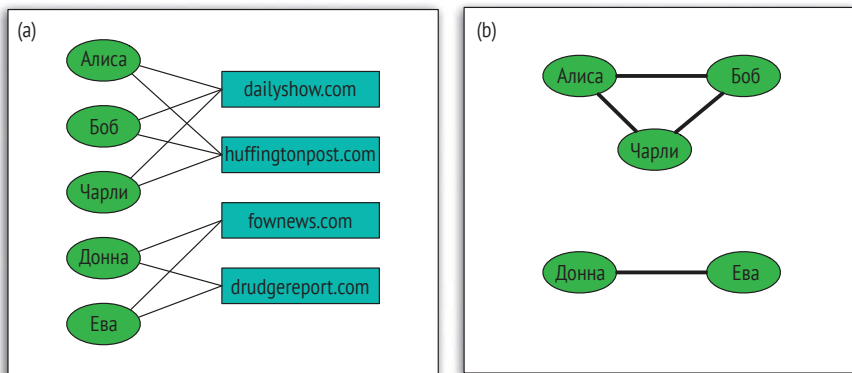 (a)
Алиса
Боб
Чарли
Донна
Ева
dailyshow.com
huffingtonpost.com
fownews.com
drudgereport.com
(b)
Алиса
Боб
Чарли
Донна
Ева